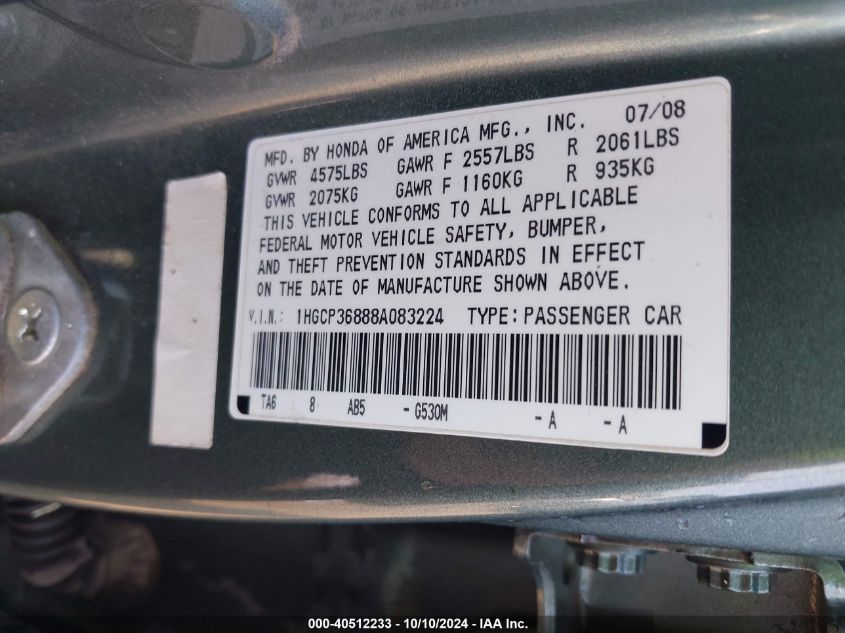 07/08
MFD. BY HONDA OF AMERICA MFG., INC.
GVWR 4575LBS GAWR F 2557LBS R 2061LBS
GVWR 2075KG GAWR F 1160KG R 935KG
THIS VEHICLE CONFORMS TO ALL APPLICABLE
FEDERAL MOTOR VEHICLE SAFETY, BUMPER,
AND THEFT PREVENTION STANDARDS IN EFFECT
ON THE DATE OF MANUFACTURE SHOWN ABOVE.
V.I.N.: 1HGCP36888A083224 TYPE: PASSENGER CAR
TA6 8 AB5 - G530M - A - A
000-40512233 - 10/10/2024 - IAA Inc.